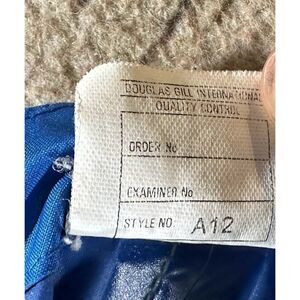 DOUGLAS GILL INTERNATIONAL
QUALITY CONTROL
ORDER No
EXAMINER No
STYLE NO A12